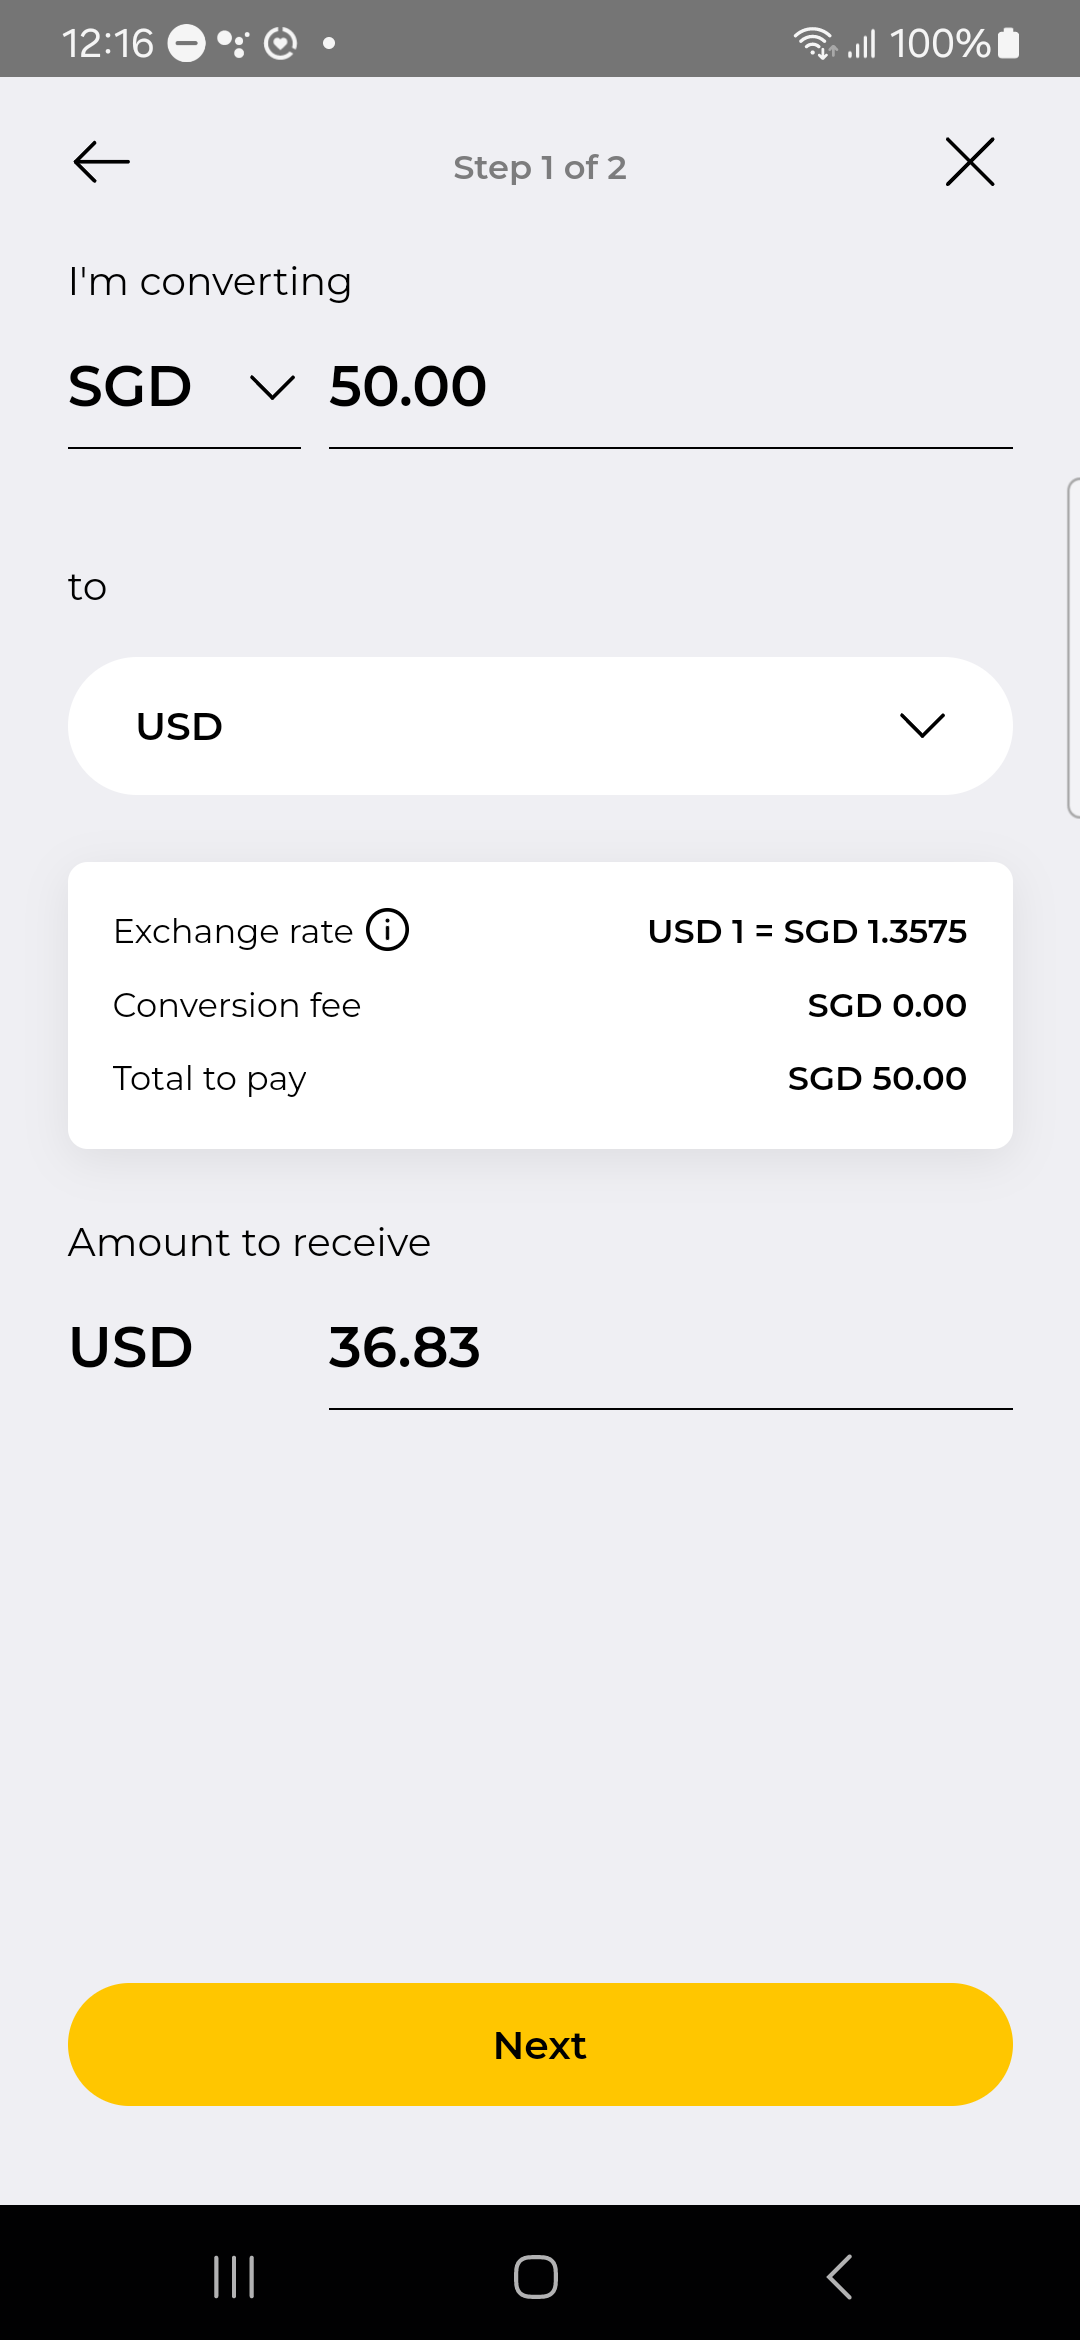 12:16 100%
Step 1 of 2
I'm converting
SGD 50.00
to
USD
Exchange rate USD 1 = SGD 1.3575
Conversion fee SGD 0.00
Total to pay SGD 50.00
Amount to receive
USD 36.83
Next